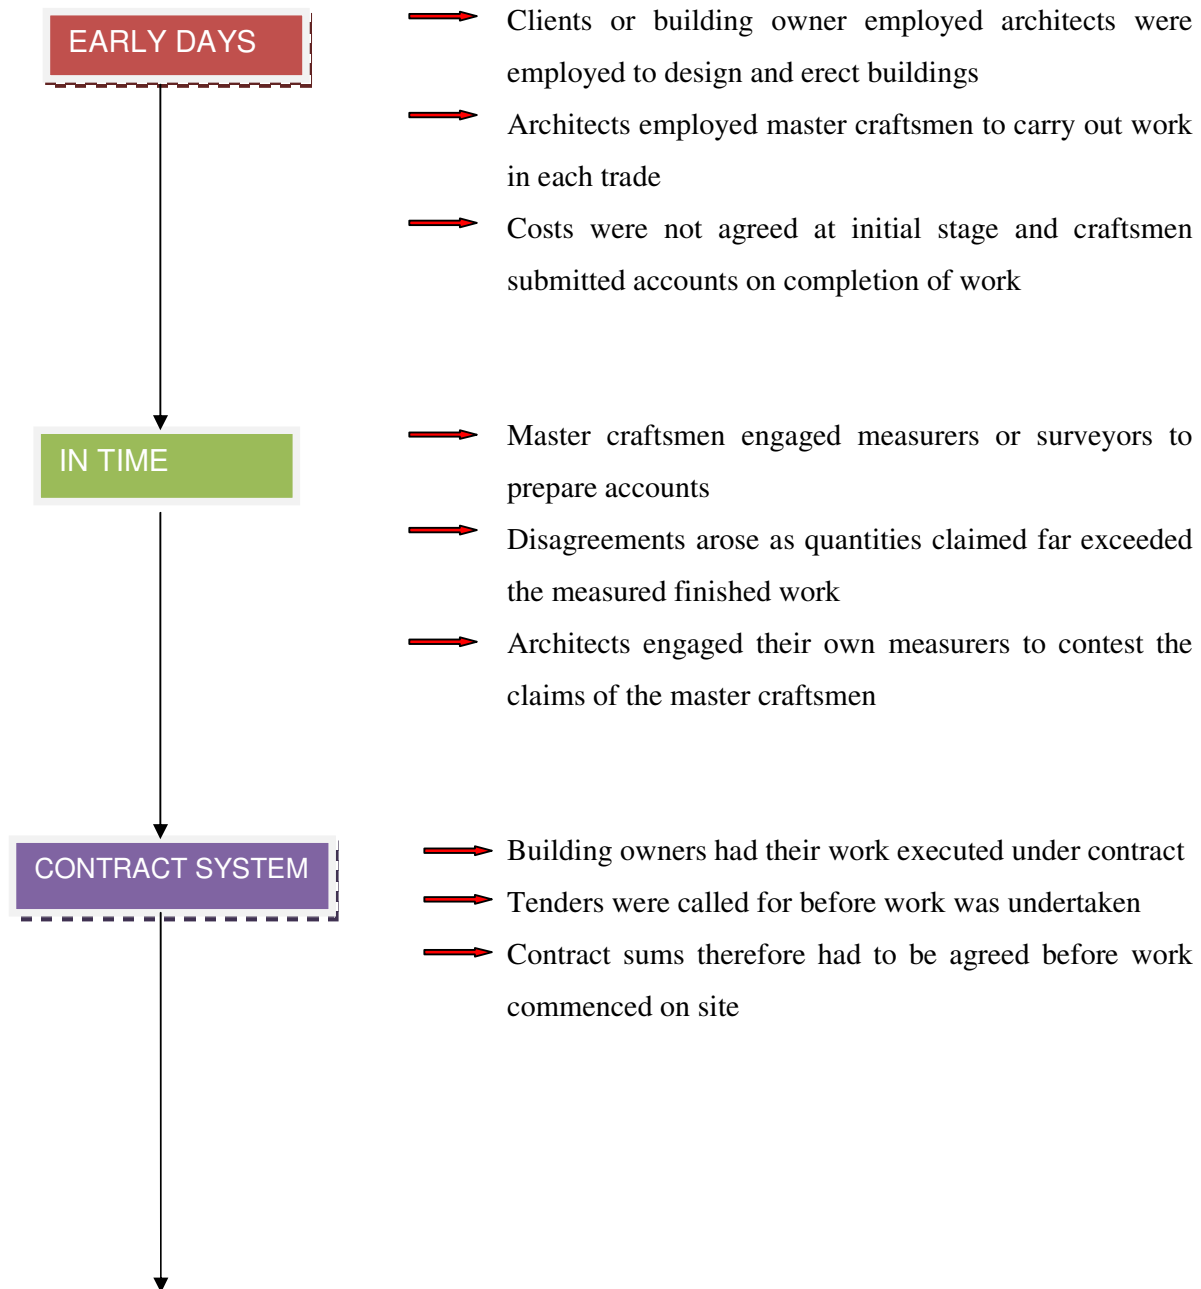 EARLY DAYS
Clients or building owner employed architects were
employed to design and erect buildings
Architects employed master craftsmen to carry out work
in each trade
Costs were not agreed at initial stage and craftsmen
submitted accounts on completion of work
IN TIME
Master craftsmen engaged measurers or surveyors to
prepare accounts
Disagreements arose as quantities claimed far exceeded
the measured finished work
Architects engaged their own measurers to contest the
claims of the master craftsmen
CONTRACT SYSTEM
Building owners had their work executed under contract
Tenders were called for before work was undertaken
Contract sums therefore had to be agreed before work
commenced on site